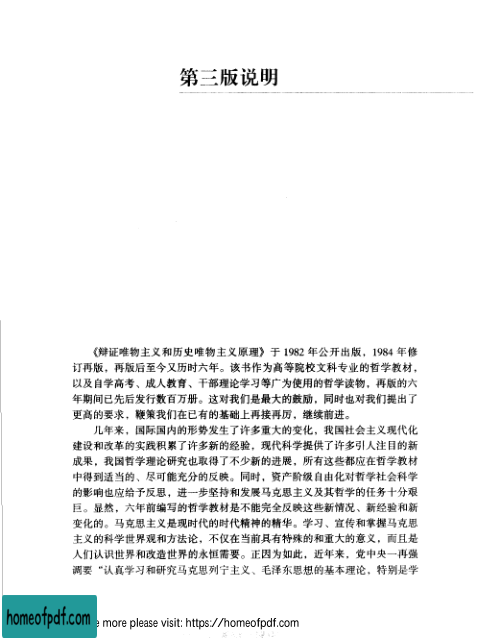 第三版说明
《辩证唯物主义和历史唯物主义原理》于 1982 年公开出版，1984 年修
订再版，再版后至今又历时六年。该书作为高等院校文科专业的哲学教材，
以及自学高考、成人教育、干部理论学习等广为使用的哲学读物，再版的六
年期间已先后发行数百万册。这对我们是最大的鼓励，同时也对我们提出了
更高的要求，鞭策我们在已有的基础上再接再厉，继续前进。
几年来，国际国内的形势发生了许多重大的变化，我国社会主义现代化
建设和改革的实践积累了许多新的经验，现代科学提供了许多引人注目的新
成果，我国哲学理论研究也取得了不少新的进展，所有这些都应在哲学教材
中得到适当的、尽可能充分的反映。同时，资产阶级自由化对哲学社会科学
的影响也应给予反思，进一步坚持和发展马克思主义及其哲学的任务十分艰
巨。显然，六年前编写的哲学教材是不能完全反映这些新情况、新经验和新
变化的。马克思主义是现时代的时代精神的精华。学习、宣传和掌握马克思
主义的科学世界观和方法论，不仅在当前具有特殊的和重大的意义，而且是
人们认识世界和改造世界的永恒需要。正因为如此，近年来，党中央一再强
调要“认真学习和研究马克思列宁主义、毛泽东思想的基本理论，特别是学
homeofpdf.com
e more please visit: https://homeofpdf.com